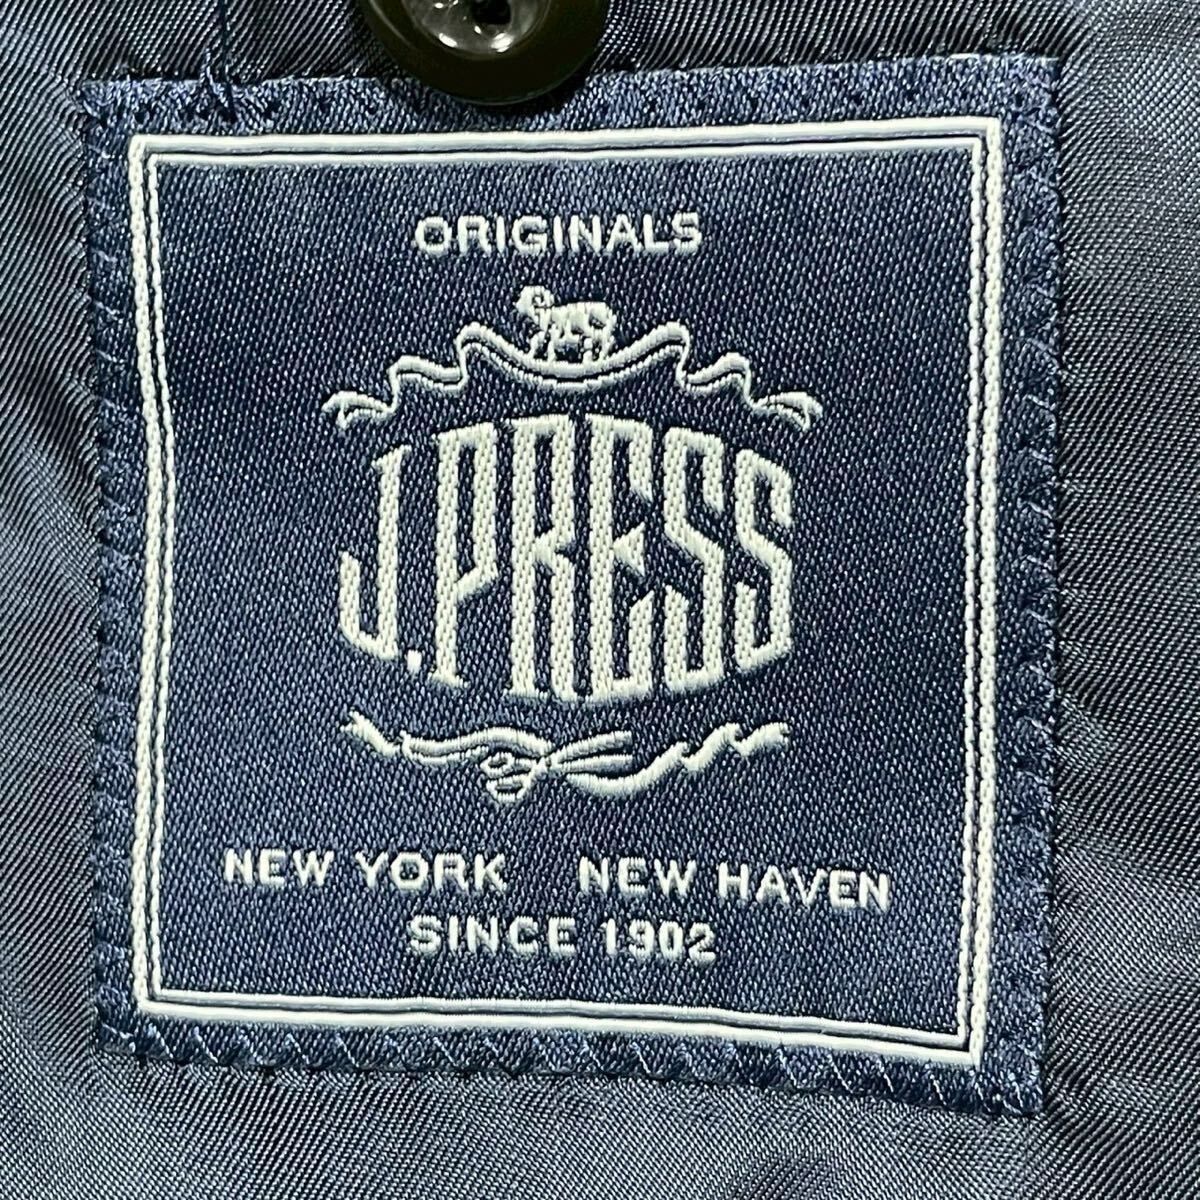 ORIGINALS
J.PRESS
NEW YORK NEW HAVEN
SINCE 1902